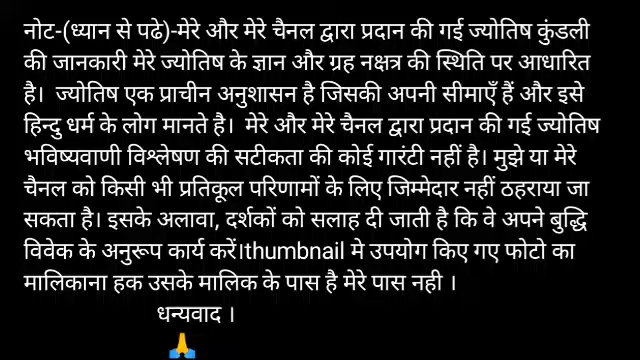 नोट-(ध्यान से पढे)-मेरे और मेरे चैनल द्वारा प्रदान की गई ज्योतिष कुंडली
की जानकारी मेरे ज्योतिष के ज्ञान और ग्रह नक्षत्र की स्थिति पर आधारित
है। ज्योतिष एक प्राचीन अनुशासन है जिसकी अपनी सीमाएँ हैं और इसे
हिन्दु धर्म के लोग मानते है। मेरे और मेरे चैनल द्वारा प्रदान की गई ज्योतिष
भविष्यवाणी विश्लेषण की सटीकता की कोई गारंटी नहीं है। मुझे या मेरे
चैनल को किसी भी प्रतिकूल परिणामों के लिए जिम्मेदार नहीं ठहराया जा
सकता है। इसके अलावा, दर्शकों को सलाह दी जाती है कि वे अपने बुद्धि
विवेक के अनुरूप कार्य करें।thumbnail मे उपयोग किए गए फोटो का
मालिकाना हक उसके मालिक के पास है मेरे पास नही ।
धन्यवाद ।
🙏